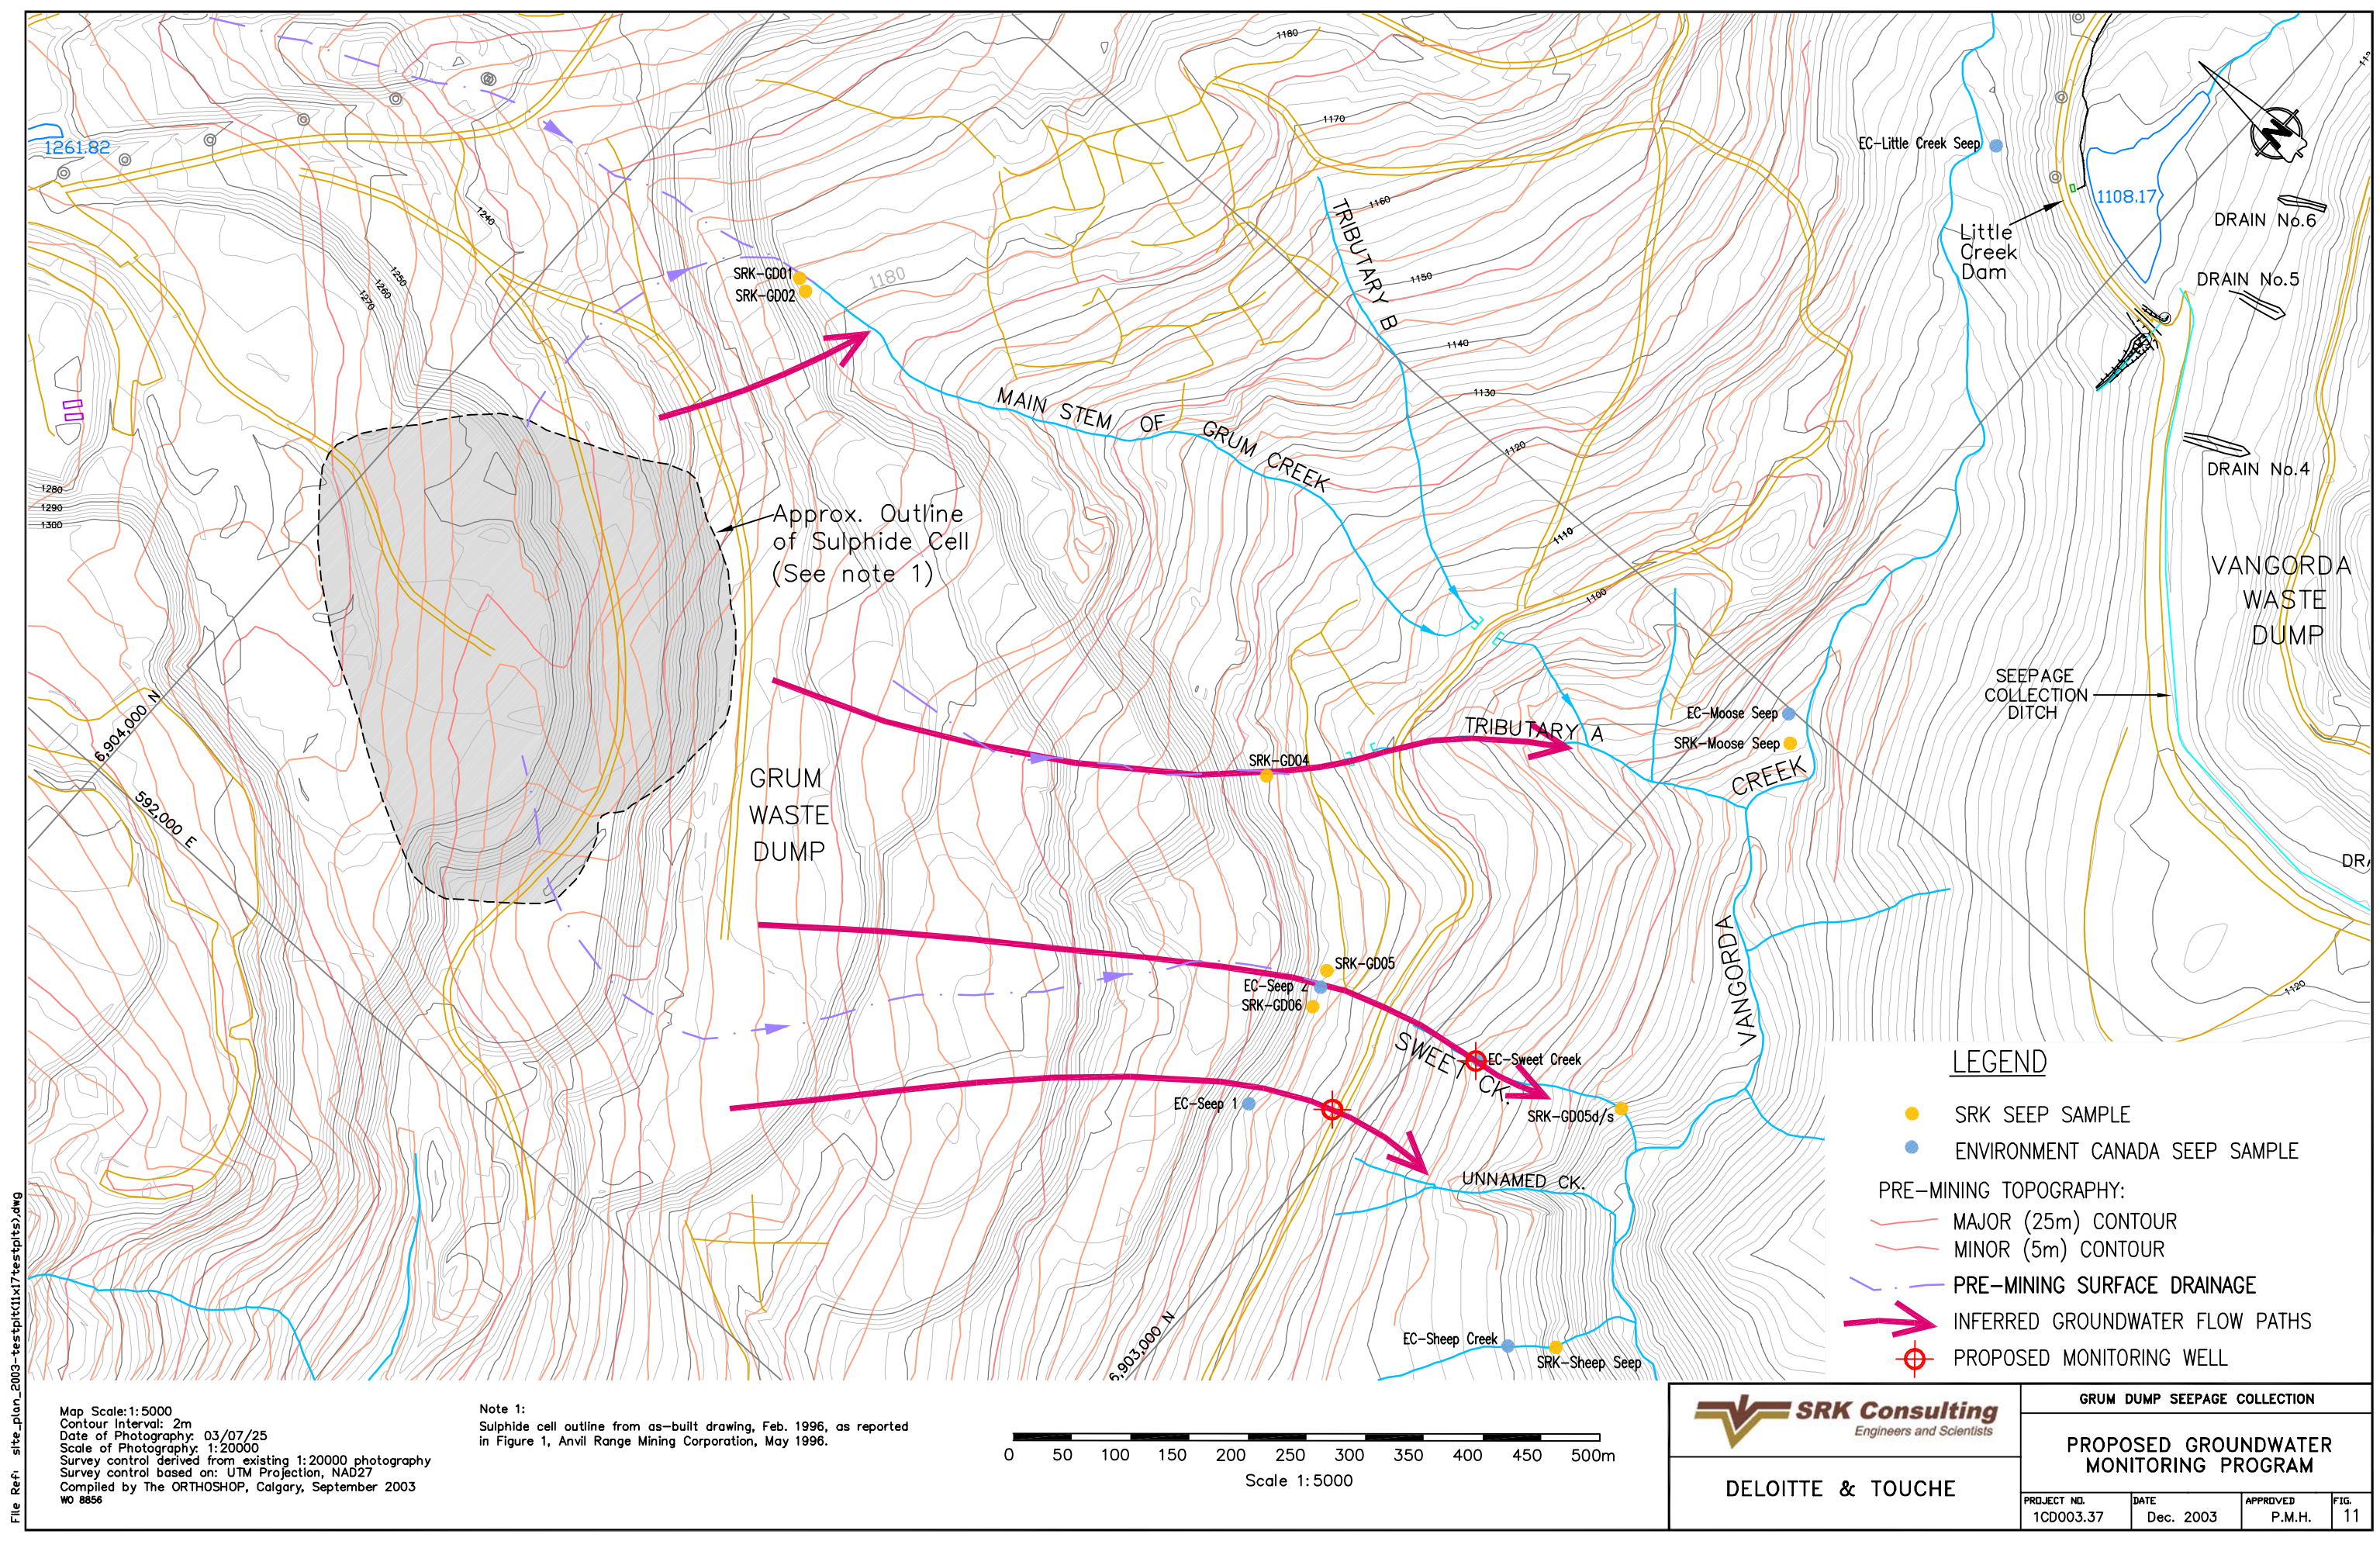 1180
1170
1160
1150
1140
1130
1120
1110
1100
1261.82
1240
1250
1260
1270
1280
1290
1300
SRK-GD01
SRK-GD02
1180
TRIBUTARY B
MAIN STEM OF GRUM CREEK
EC-Little Creek Seep
Little
Creek
Dam
1108.17
N
DRAIN No.6
DRAIN No.5
DRAIN No.4
VANGORDA
WASTE
DUMP
SEEPAGE
COLLECTION
DITCH
Approx. Outline
of Sulphide Cell
(See note 1)
6,904,000 N
592,000 E
GRUM
WASTE
DUMP
SRK-GD04
TRIBUTARY A
EC-Moose Seep
SRK-Moose Seep
VANGORDA CREEK
1120
SRK-GD05
EC-Seep 2
SRK-GD06
SWEET CK.
EC-Sweet Creek
EC-Seep 1
SRK-GD05d/s
UNNAMED CK.
6,903,000 N
EC-Sheep Creek
SRK-Sheep Seep
LEGEND
SRK SEEP SAMPLE
ENVIRONMENT CANADA SEEP SAMPLE
PRE-MINING TOPOGRAPHY:
MAJOR (25m) CONTOUR
MINOR (5m) CONTOUR
PRE-MINING SURFACE DRAINAGE
INFERRED GROUNDWATER FLOW PATHS
PROPOSED MONITORING WELL
File Ref: site_plan_2003-testplt(11x17testplts).dwg
Map Scale:1:5000
Contour Interval: 2m
Date of Photography: 03/07/25
Scale of Photography: 1:20000
Survey control derived from existing 1:20000 photography
Survey control based on: UTM Projection, NAD27
Compiled by The ORTHOSHOP, Calgary, September 2003
WO 8856
Note 1:
Sulphide cell outline from as-built drawing, Feb. 1996, as reported
in Figure 1, Anvil Range Mining Corporation, May 1996.
0 50 100 150 200 250 300 350 400 450 500m
Scale 1:5000
SRK Consulting
Engineers and Scientists
DELOITTE & TOUCHE
GRUM DUMP SEEPAGE COLLECTION
PROPOSED GROUNDWATER
MONITORING PROGRAM
PROJECT NO.
1CD003.37
DATE
Dec. 2003
APPROVED
P.M.H.
FIG.
11